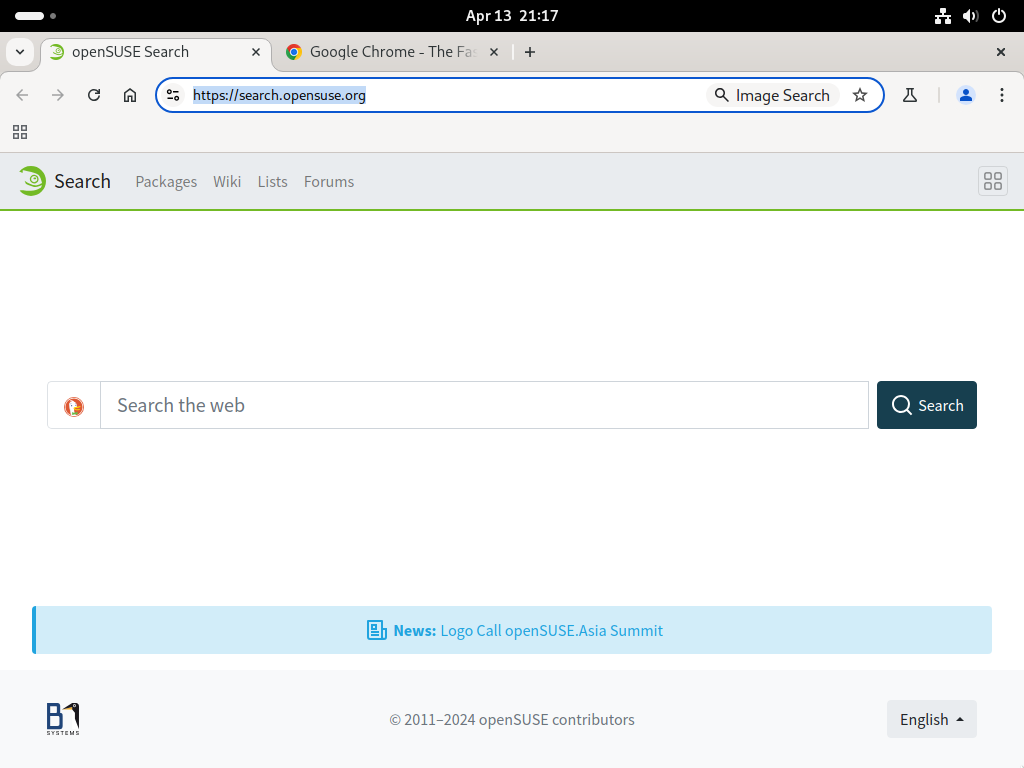 Apr 13 21:17
openSUSE Search
Google Chrome - The Fas
https://search.opensuse.org
Image Search
Search
Packages
Wiki
Lists
Forums
Search the web
Search
News: Logo Call openSUSE.Asia Summit
B1
SYSTEMS
© 2011–2024 openSUSE contributors
English